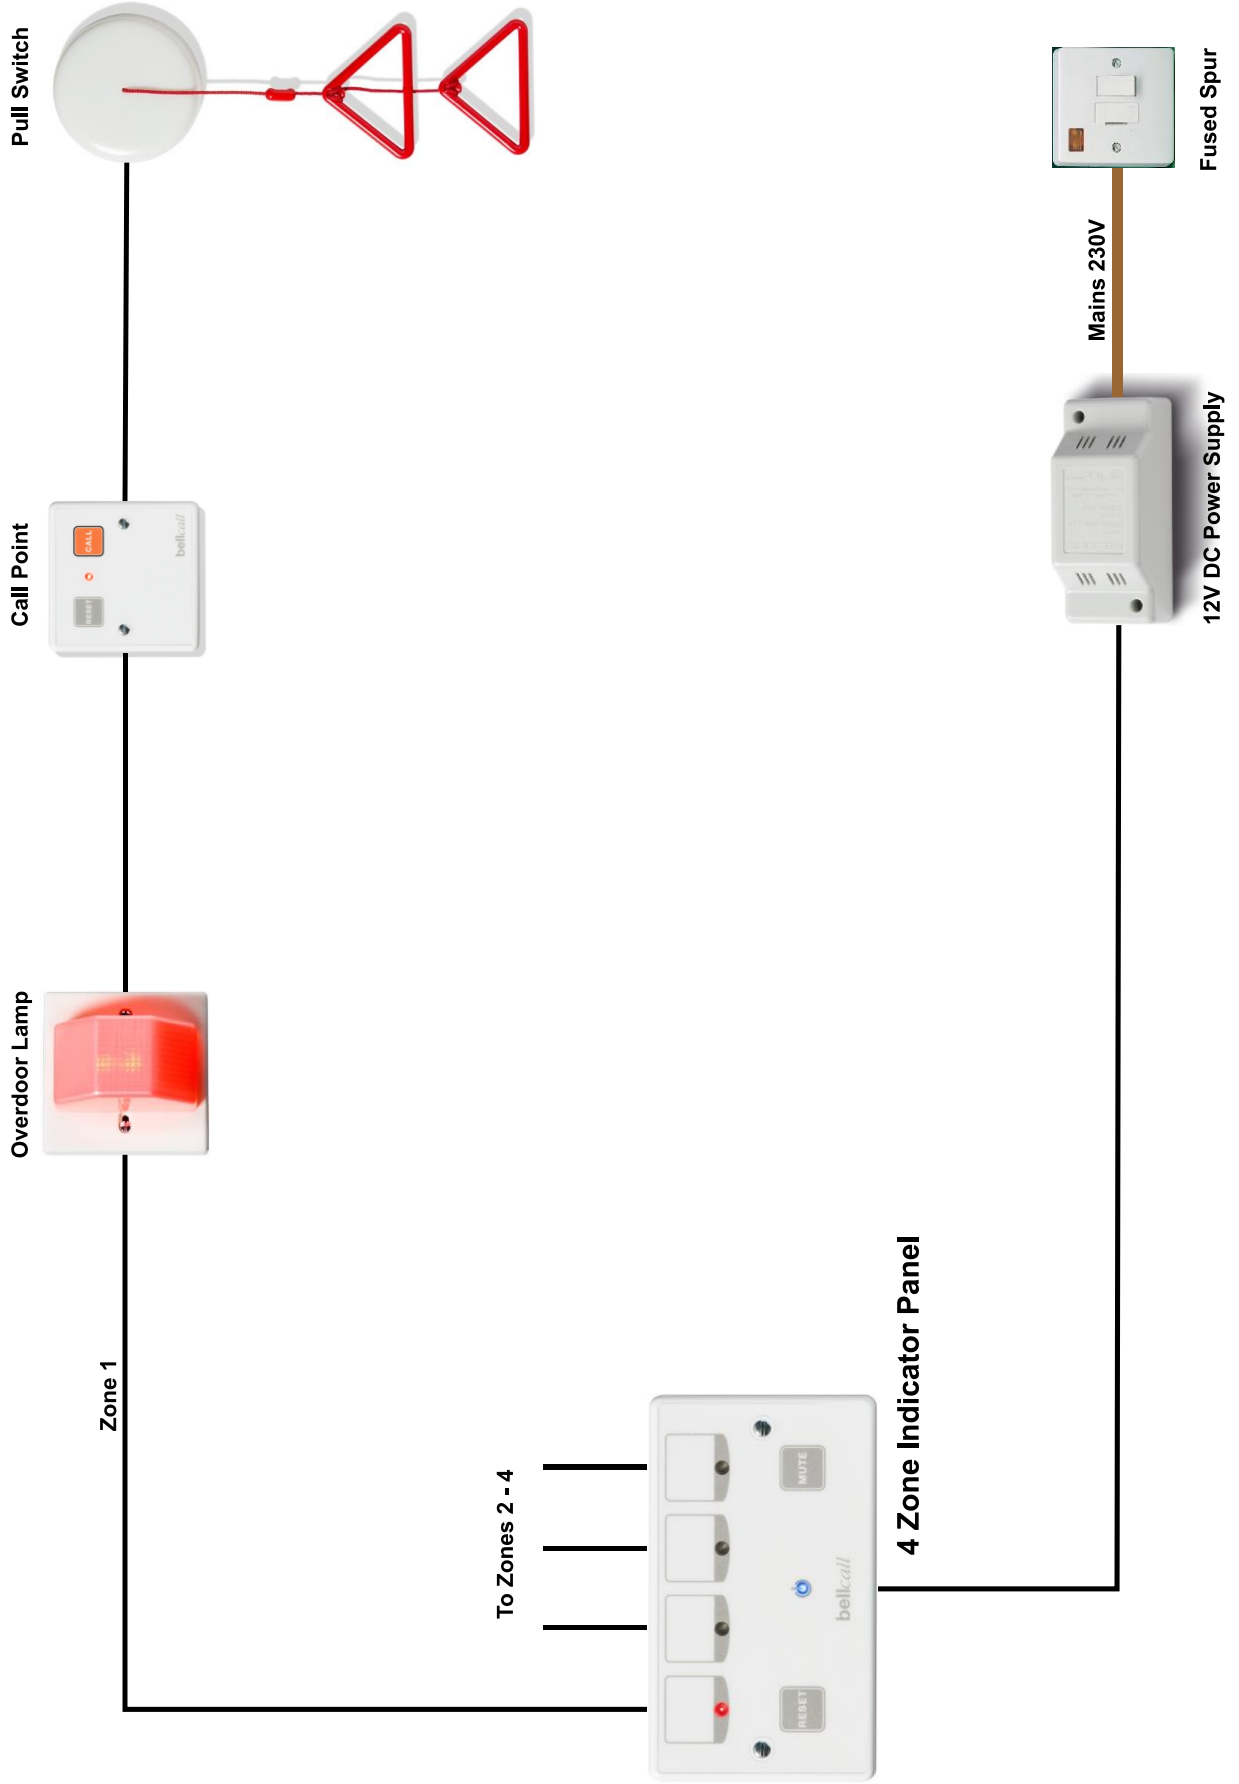 Pull Switch
Call Point
Overdoor Lamp
CALL
RESET
bellcall
Zone 1
To Zones 2 - 4
MUTE
RESET
bellcall
4 Zone Indicator Panel
Mains 230V
Fused Spur
12V DC Power Supply